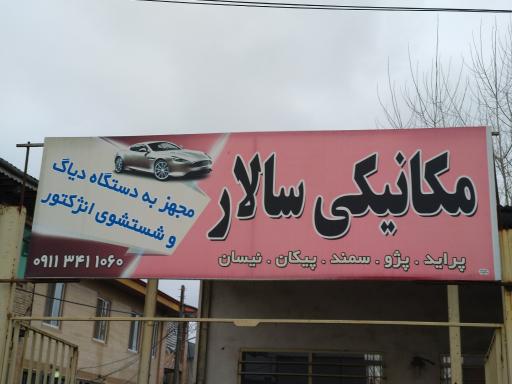 مکانیکی سالار
پراید . پژو . سمند . پیکان . نیسان
مجهز به دستگاه دیاگ
و شستشوی انژکتور
۰۹۱۱ ۳۴۱ ۱۰۶۰